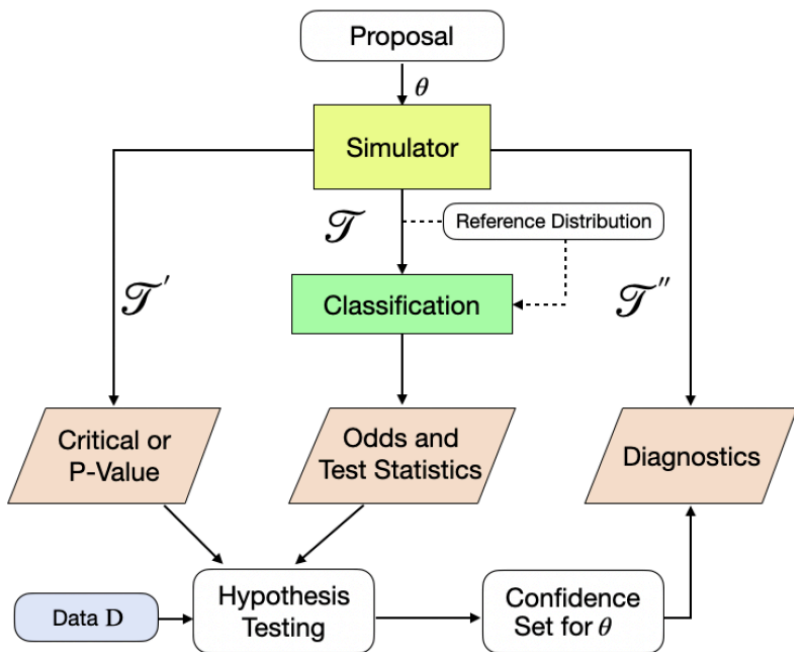 Proposal
θ
Simulator
𝒯
Reference Distribution
𝒯′
Classification
𝒯″
Critical or
P-Value
Odds and
Test Statistics
Diagnostics
Data D
Hypothesis
Testing
Confidence
Set for θ